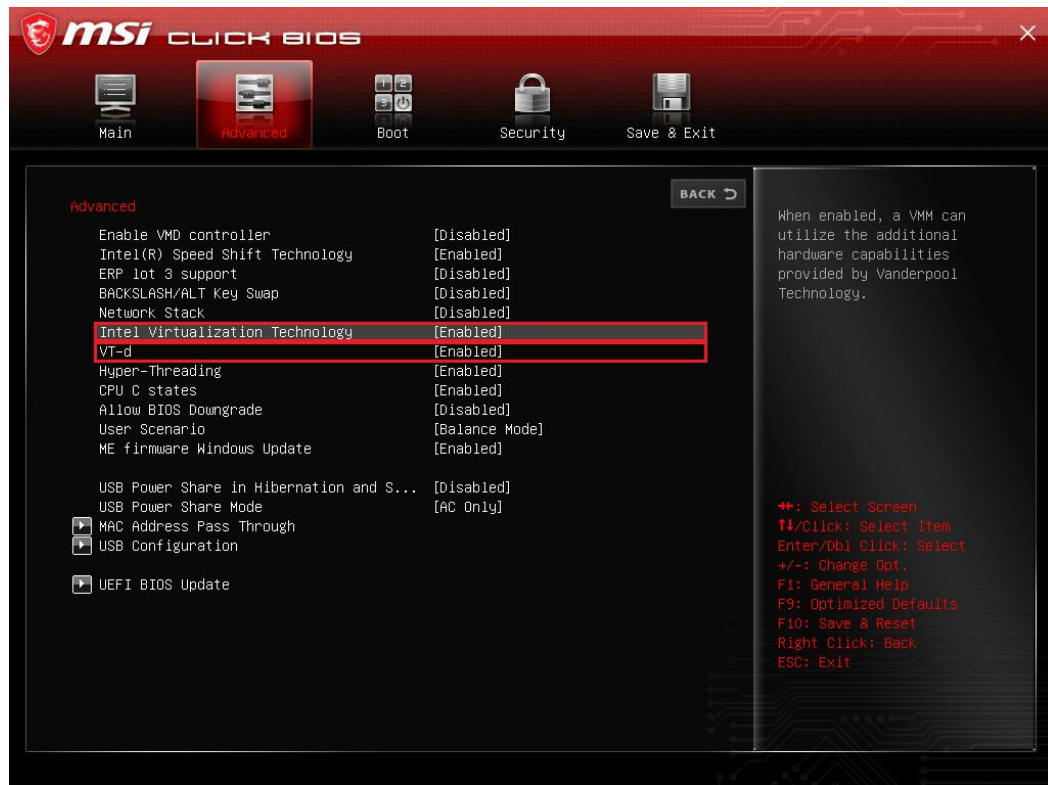 msi CLICK BIOS
Main
Advanced
Boot
Security
Save & Exit
BACK
Advanced
Enable VMD controller [Disabled]
Intel(R) Speed Shift Technology [Enabled]
ERP lot 3 support [Disabled]
BACKSLASH/ALT Key Swap [Disabled]
Network Stack [Disabled]
Intel Virtualization Technology [Enabled]
VT-d [Enabled]
Hyper-Threading [Enabled]
CPU C states [Enabled]
Allow BIOS Downgrade [Disabled]
User Scenario [Balance Mode]
ME firmware Windows Update [Enabled]
USB Power Share in Hibernation and S... [Disabled]
USB Power Share Mode [AC Only]
MAC Address Pass Through
USB Configuration
UEFI BIOS Update
When enabled, a VMM can
utilize the additional
hardware capabilities
provided by Vanderpool
Technology.
→←: Select Screen
↑↓/Click: Select Item
Enter/Dbl Click: Select
+/-: Change Opt.
F1: General Help
F9: Optimized Defaults
F10: Save & Reset
Right Click: Back
ESC: Exit